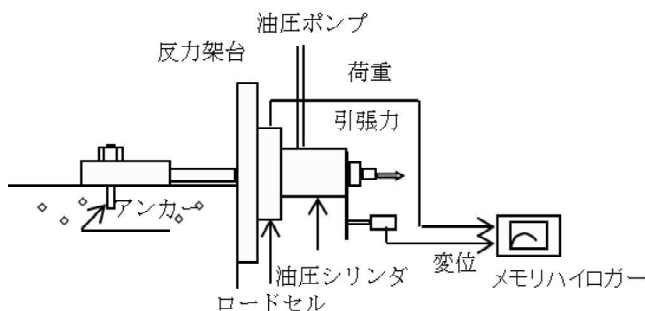 油圧ポンプ
反力架台
荷重
引張力
アンカー
変位
油圧シリンダ
メモリハイロガー
ロードセル